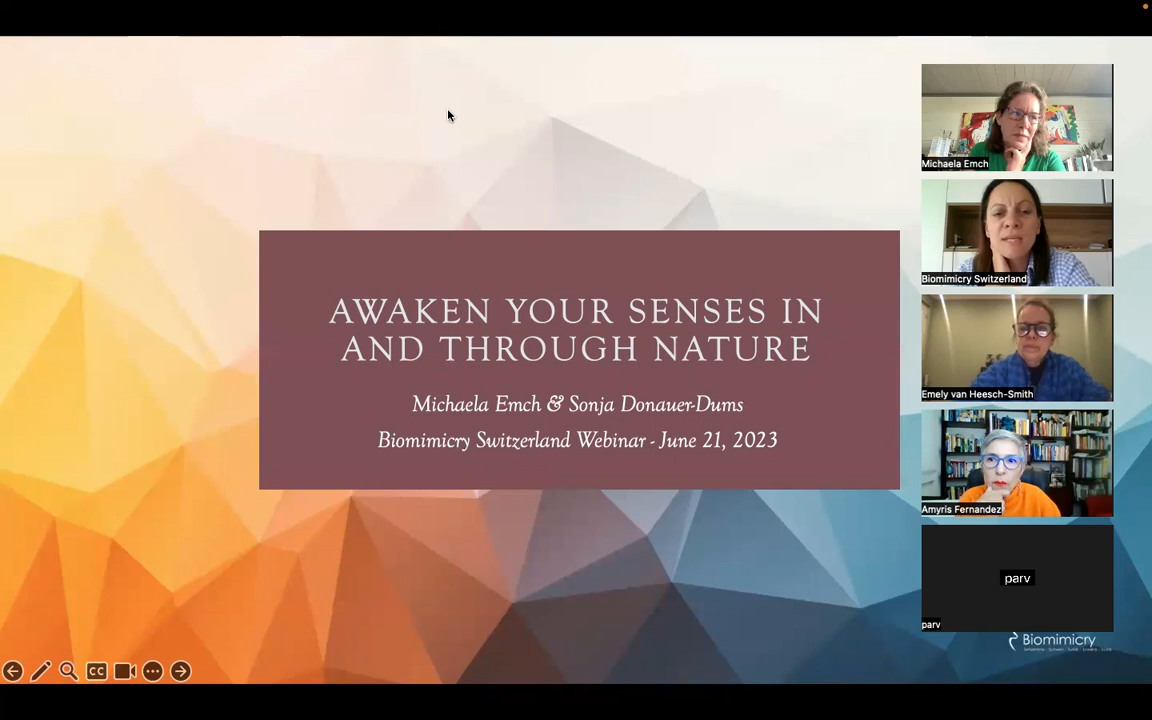 AWAKEN YOUR SENSES IN
AND THROUGH NATURE
Michaela Emch & Sonja Donauer-Dums
Biomimicry Switzerland Webinar - June 21, 2023
Michaela Emch
Biomimicry Switzerland
Emely van Heesch-Smith
Amyris Fernandez
parv
parv
Biomimicry
CC